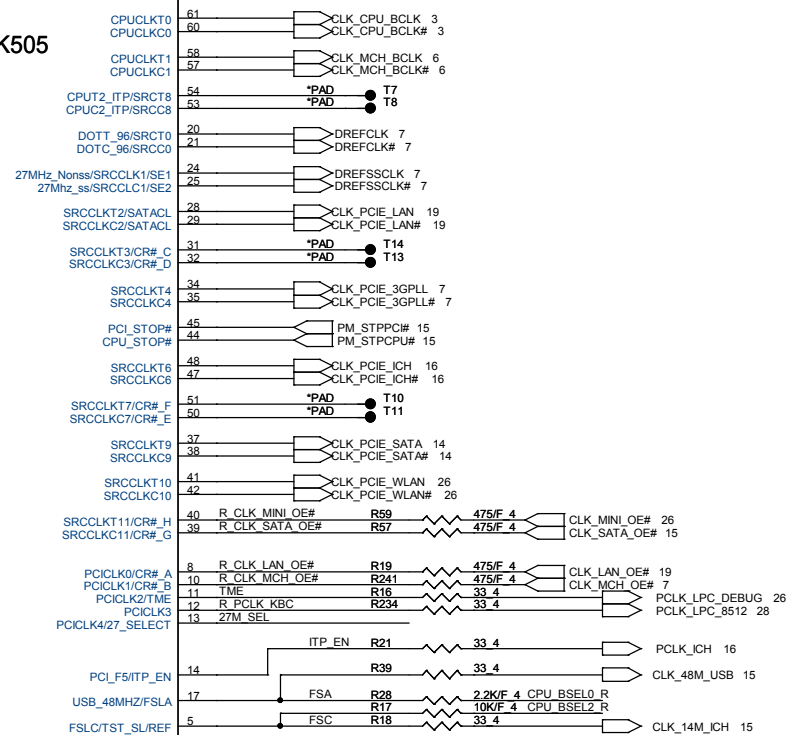 K505
CPUCLKT0 61 CLK_CPU_BCLK 3
CPUCLKC0 60 CLK_CPU_BCLK# 3
CPUCLKT1 58 CLK_MCH_BCLK 6
CPUCLKC1 57 CLK_MCH_BCLK# 6
CPUT2_ITP/SRCT8 54 *PAD T7
CPUC2_ITP/SRCC8 53 *PAD T8
DOTT_96/SRCT0 20 DREFCLK 7
DOTC_96/SRCC0 21 DREFCLK# 7
27MHz_Nonss/SRCCLK1/SE1 24 DREFSSCLK 7
27Mhz_ss/SRCCLC1/SE2 25 DREFSSCLK# 7
SRCCLKT2/SATACL 28 CLK_PCIE_LAN 19
SRCCLKC2/SATACL 29 CLK_PCIE_LAN# 19
SRCCLKT3/CR#_C 31 *PAD T14
SRCCLKC3/CR#_D 32 *PAD T13
SRCCLKT4 34 CLK_PCIE_3GPLL 7
SRCCLKC4 35 CLK_PCIE_3GPLL# 7
PCI_STOP# 45 PM_STPPCI# 15
CPU_STOP# 44 PM_STPCPU# 15
SRCCLKT6 48 CLK_PCIE_ICH 16
SRCCLKC6 47 CLK_PCIE_ICH# 16
SRCCLKT7/CR#_F 51 *PAD T10
SRCCLKC7/CR#_E 50 *PAD T11
SRCCLKT9 37 CLK_PCIE_SATA 14
SRCCLKC9 38 CLK_PCIE_SATA# 14
SRCCLKT10 41 CLK_PCIE_WLAN 26
SRCCLKC10 42 CLK_PCIE_WLAN# 26
SRCCLKT11/CR#_H 40 R_CLK_MINI_OE# R59 475/F_4 CLK_MINI_OE# 26
SRCCLKC11/CR#_G 39 R_CLK_SATA_OE# R57 475/F_4 CLK_SATA_OE# 15
PCICLK0/CR#_A 8 R_CLK_LAN_OE# R19 475/F_4 CLK_LAN_OE# 19
PCICLK1/CR#_B 10 R_CLK_MCH_OE# R241 475/F_4 CLK_MCH_OE# 7
PCICLK2/TME 11 TME R16 33_4 PCLK_LPC_DEBUG 26
PCICLK3 12 R_PCLK_KBC R234 33_4 PCLK_LPC_8512 28
PCICLK4/27_SELECT 13 27M_SEL
ITP_EN R21 33_4 PCLK_ICH 16
PCI_F5/ITP_EN 14 R39 33_4 CLK_48M_USB 15
USB_48MHZ/FSLA 17 FSA R28 2.2K/F_4 CPU_BSEL0_R
R17 10K/F_4 CPU_BSEL2_R
FSLC/TST_SL/REF 5 FSC R18 33_4 CLK_14M_ICH 15